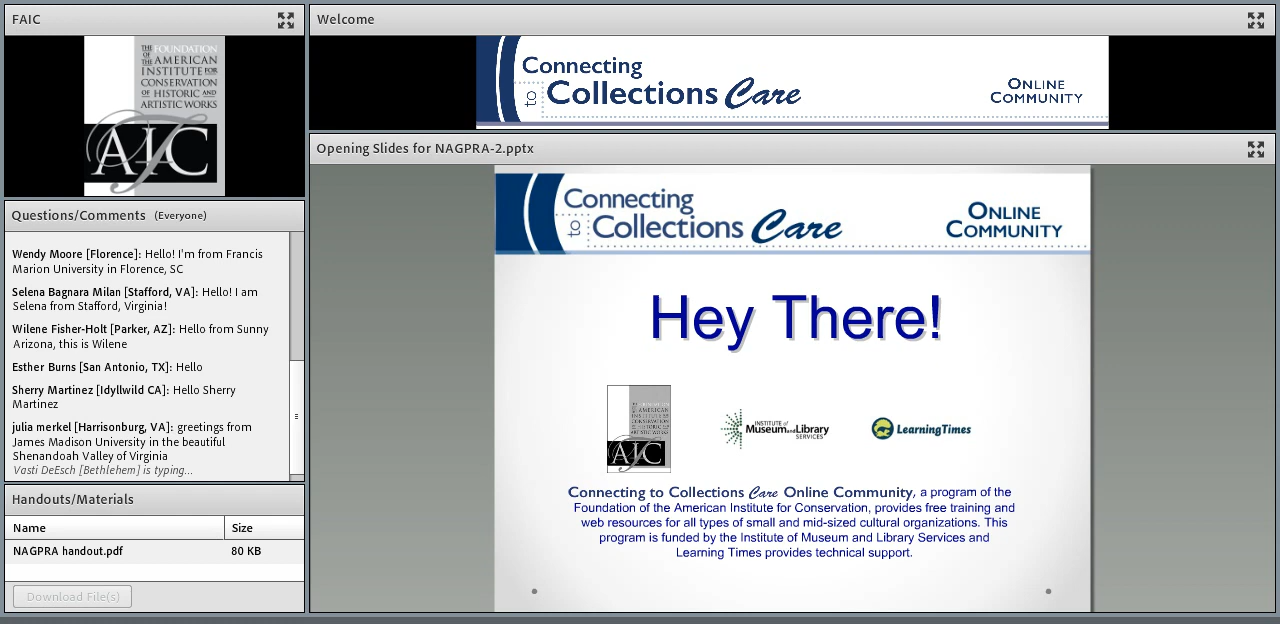 FAIC
THE FOUNDATION
OF THE AMERICAN
INSTITUTE FOR
CONSERVATION
OF HISTORIC AND
ARTISTIC WORKS
AIC
Questions/Comments (Everyone)
Wendy Moore [Florence]: Hello! I'm from Francis
Marion University in Florence, SC
Selena Bagnara Milan [Stafford, VA]: Hello! I am
Selena from Stafford, Virginia!
Wilene Fisher-Holt [Parker, AZ]: Hello from Sunny
Arizona, this is Wilene
Esther Burns [San Antonio, TX]: Hello
Sherry Martinez [Idyllwild CA]: Hello Sherry
Martinez
julia merkel [Harrisonburg, VA]: greetings from
James Madison University in the beautiful
Shenandoah Valley of Virginia
Vasti DeEsch [Bethlehem] is typing...
Handouts/Materials
Name Size
NAGPRA handout.pdf 80 KB
Download File(s)
Welcome
Connecting
to Collections Care
ONLINE
COMMUNITY
Opening Slides for NAGPRA-2.pptx
Connecting
to Collections Care
ONLINE
COMMUNITY
Hey There!
AIC
INSTITUTE of
Museum and Library
SERVICES
LearningTimes
Connecting to Collections Care Online Community, a program of the
Foundation of the American Institute for Conservation, provides free training and
web resources for all types of small and mid-sized cultural organizations. This
program is funded by the Institute of Museum and Library Services and
Learning Times provides technical support.